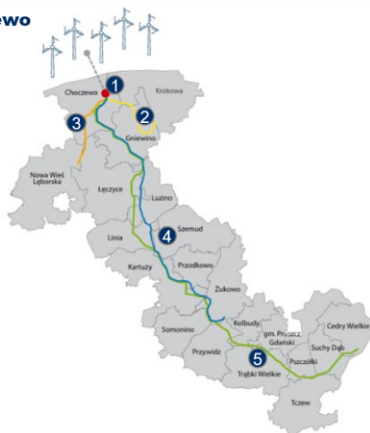 ewo
1
Choczewo
Krokowa
2
3
Gniewino
Nowa Wieś
Lęborska
Łęczyce
Luzino
4
Szemud
Linia
Kartuzy
Przodkowo
Żukowo
Somonino
Kolbudy
gm. Pruszcz
Gdański
Cedry Wielkie
Przywidz
5
Suchy Dąb
Pszczółki
Trąbki Wielkie
Tczew